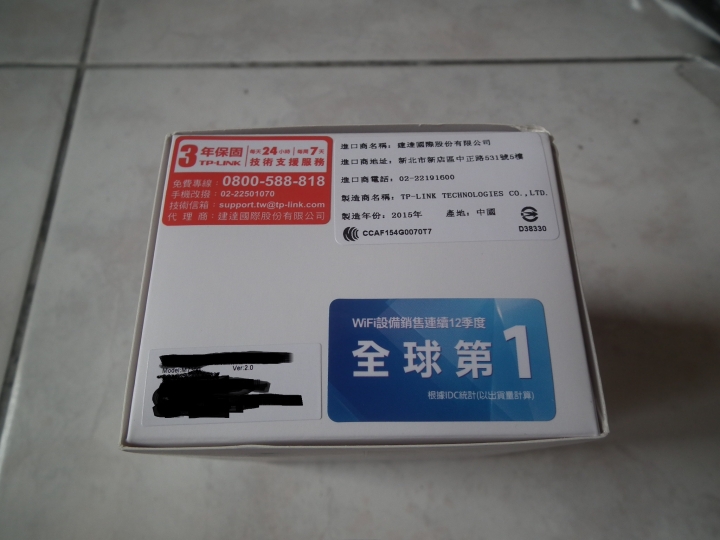 3年保固
TP-LINK
每天24小時 每周7天
技術支援服務
免費專線：0800-588-818
手機改撥：02-22501070
技術信箱：support.tw@tp-link.com
代理商：建達國際股份有限公司
進口商名稱：建達國際股份有限公司
進口商地址：新北市新店區中正路531號5樓
進口商電話：02-22191600
製造商名稱：TP-LINK TECHNOLOGIES CO.,LTD.
製造年份：2015年 產地：中國
CCAF154G0070T7
D38330
WiFi設備銷售連續12季度
全球第1
根據IDC統計(以出貨量計算)
Ver:2.0